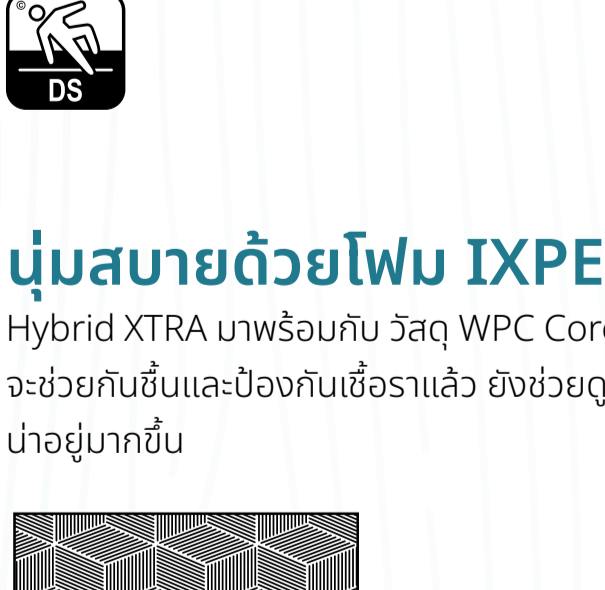 ©
DS
นุ่มสบายด้วยโฟม IXPE
Hybrid XTRA มาพร้อมกับ วัสดุ WPC Core
จะช่วยกันชื้นและป้องกันเชื้อราแล้ว ยังช่วยดู
น่าอยู่มากขึ้น